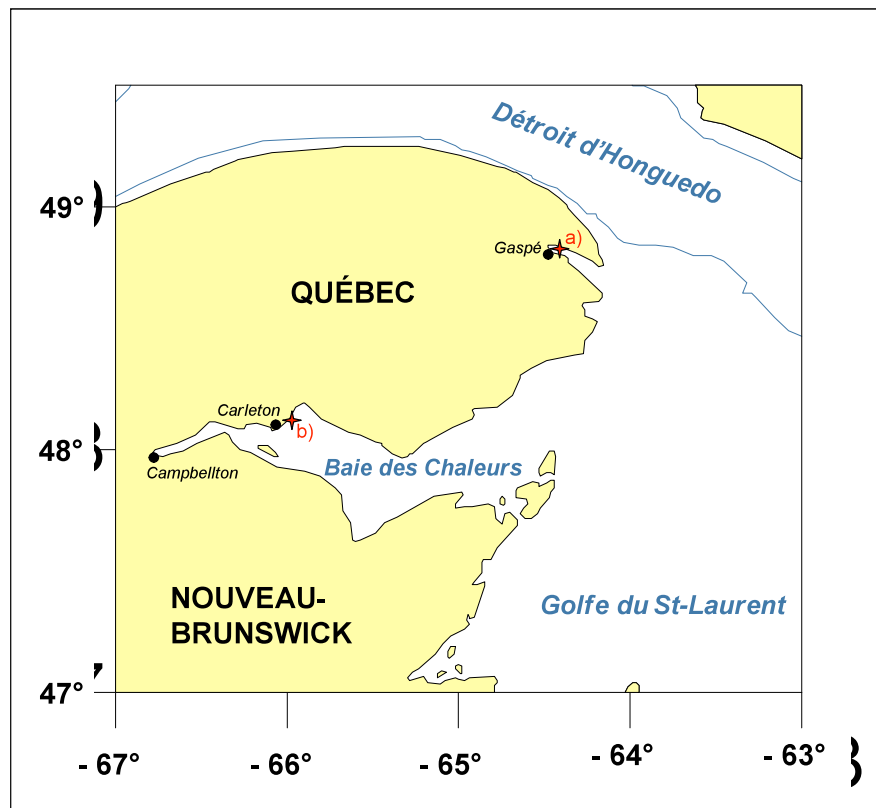 Détroit d'Honguedo
49°
Gaspé
a)
QUÉBEC
Carleton
b)
48°
Baie des Chaleurs
Campbellton
NOUVEAU-
BRUNSWICK
Golfe du St-Laurent
47°
- 67°
- 66°
- 65°
- 64°
- 63°